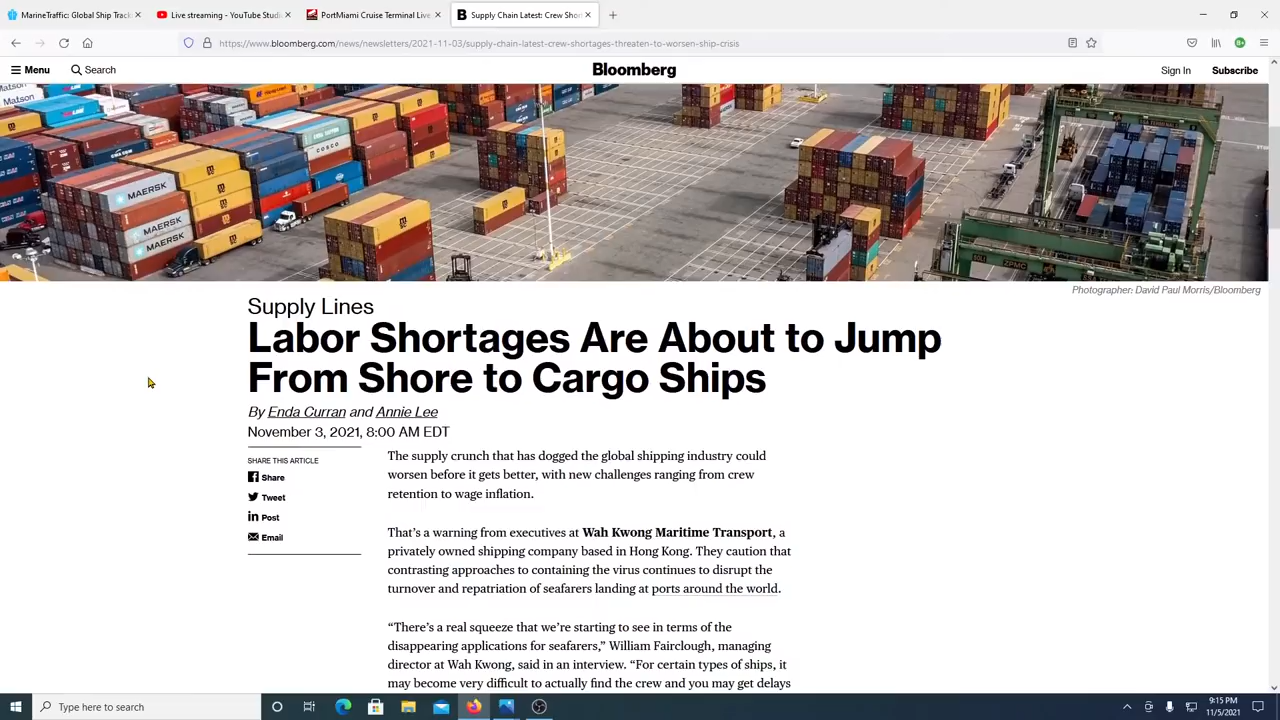 MarineTraffic: Global Ship Track
Live streaming - YouTube Studi
PortMiami Cruise Terminal Live
B Supply Chain Latest: Crew Shor
https://www.bloomberg.com/news/newsletters/2021-11-03/supply-chain-latest-crew-shortages-threaten-to-worsen-ship-crisis
Menu
Search
Bloomberg
Sign In
Subscribe
Matson
Matson
MAERSK
MAERSK
MAERSK
COSCO
ZPMC
Photographer: David Paul Morris/Bloomberg
Supply Lines
Labor Shortages Are About to Jump
From Shore to Cargo Ships
By Enda Curran and Annie Lee
November 3, 2021, 8:00 AM EDT
SHARE THIS ARTICLE
Share
Tweet
Post
Email
The supply crunch that has dogged the global shipping industry could
worsen before it gets better, with new challenges ranging from crew
retention to wage inflation.
That's a warning from executives at Wah Kwong Maritime Transport, a
privately owned shipping company based in Hong Kong. They caution that
contrasting approaches to containing the virus continues to disrupt the
turnover and repatriation of seafarers landing at ports around the world.
“There's a real squeeze that we're starting to see in terms of the
disappearing applications for seafarers,” William Fairclough, managing
director at Wah Kwong, said in an interview. “For certain types of ships, it
may become very difficult to actually find the crew and you may get delays
Type here to search
9:15 PM
11/5/2021